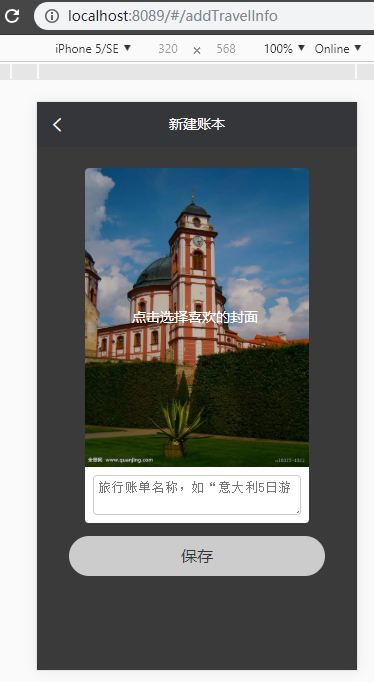 localhost:8089/#/addTravelInfo
iPhone 5/SE ▼ 320 × 568 100% ▼ Online ▼
新建账本
点击选择喜欢的封面
全景网 www.quanjing.com
旅行账单名称，如“意大利5日游
保存